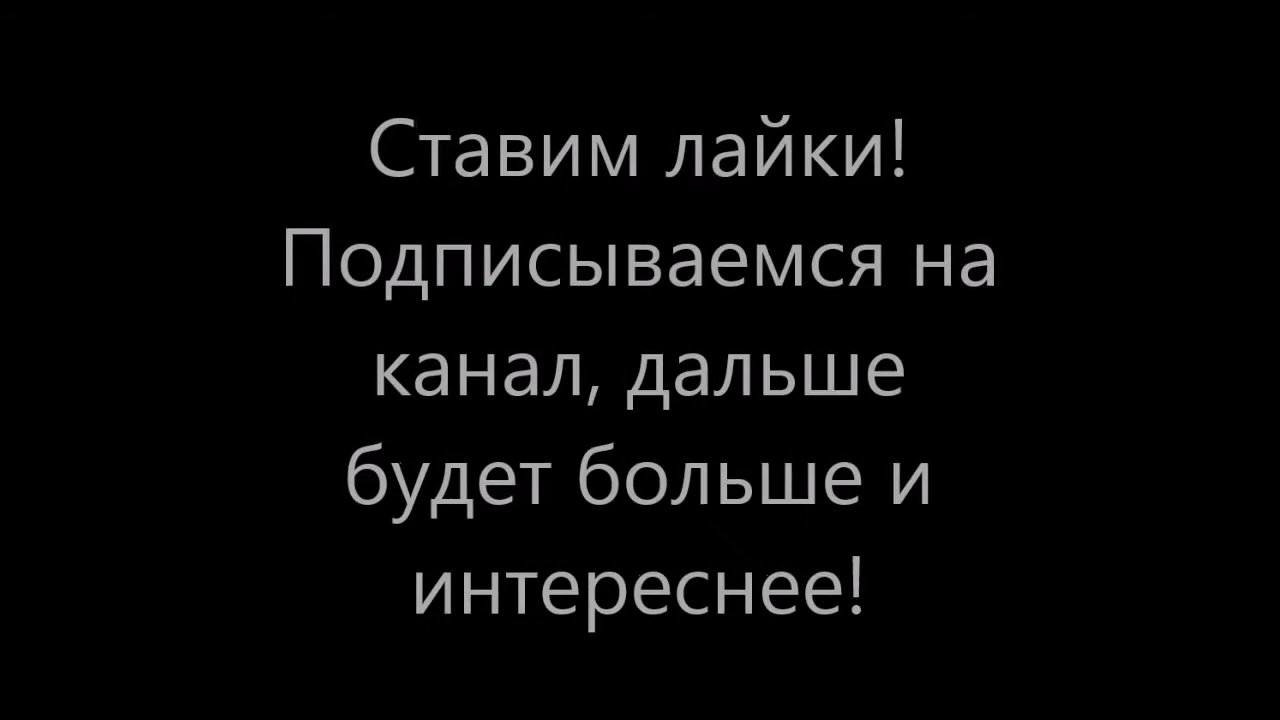 Ставим лайки!
Подписываемся на
канал, дальше
будет больше и
интереснее!